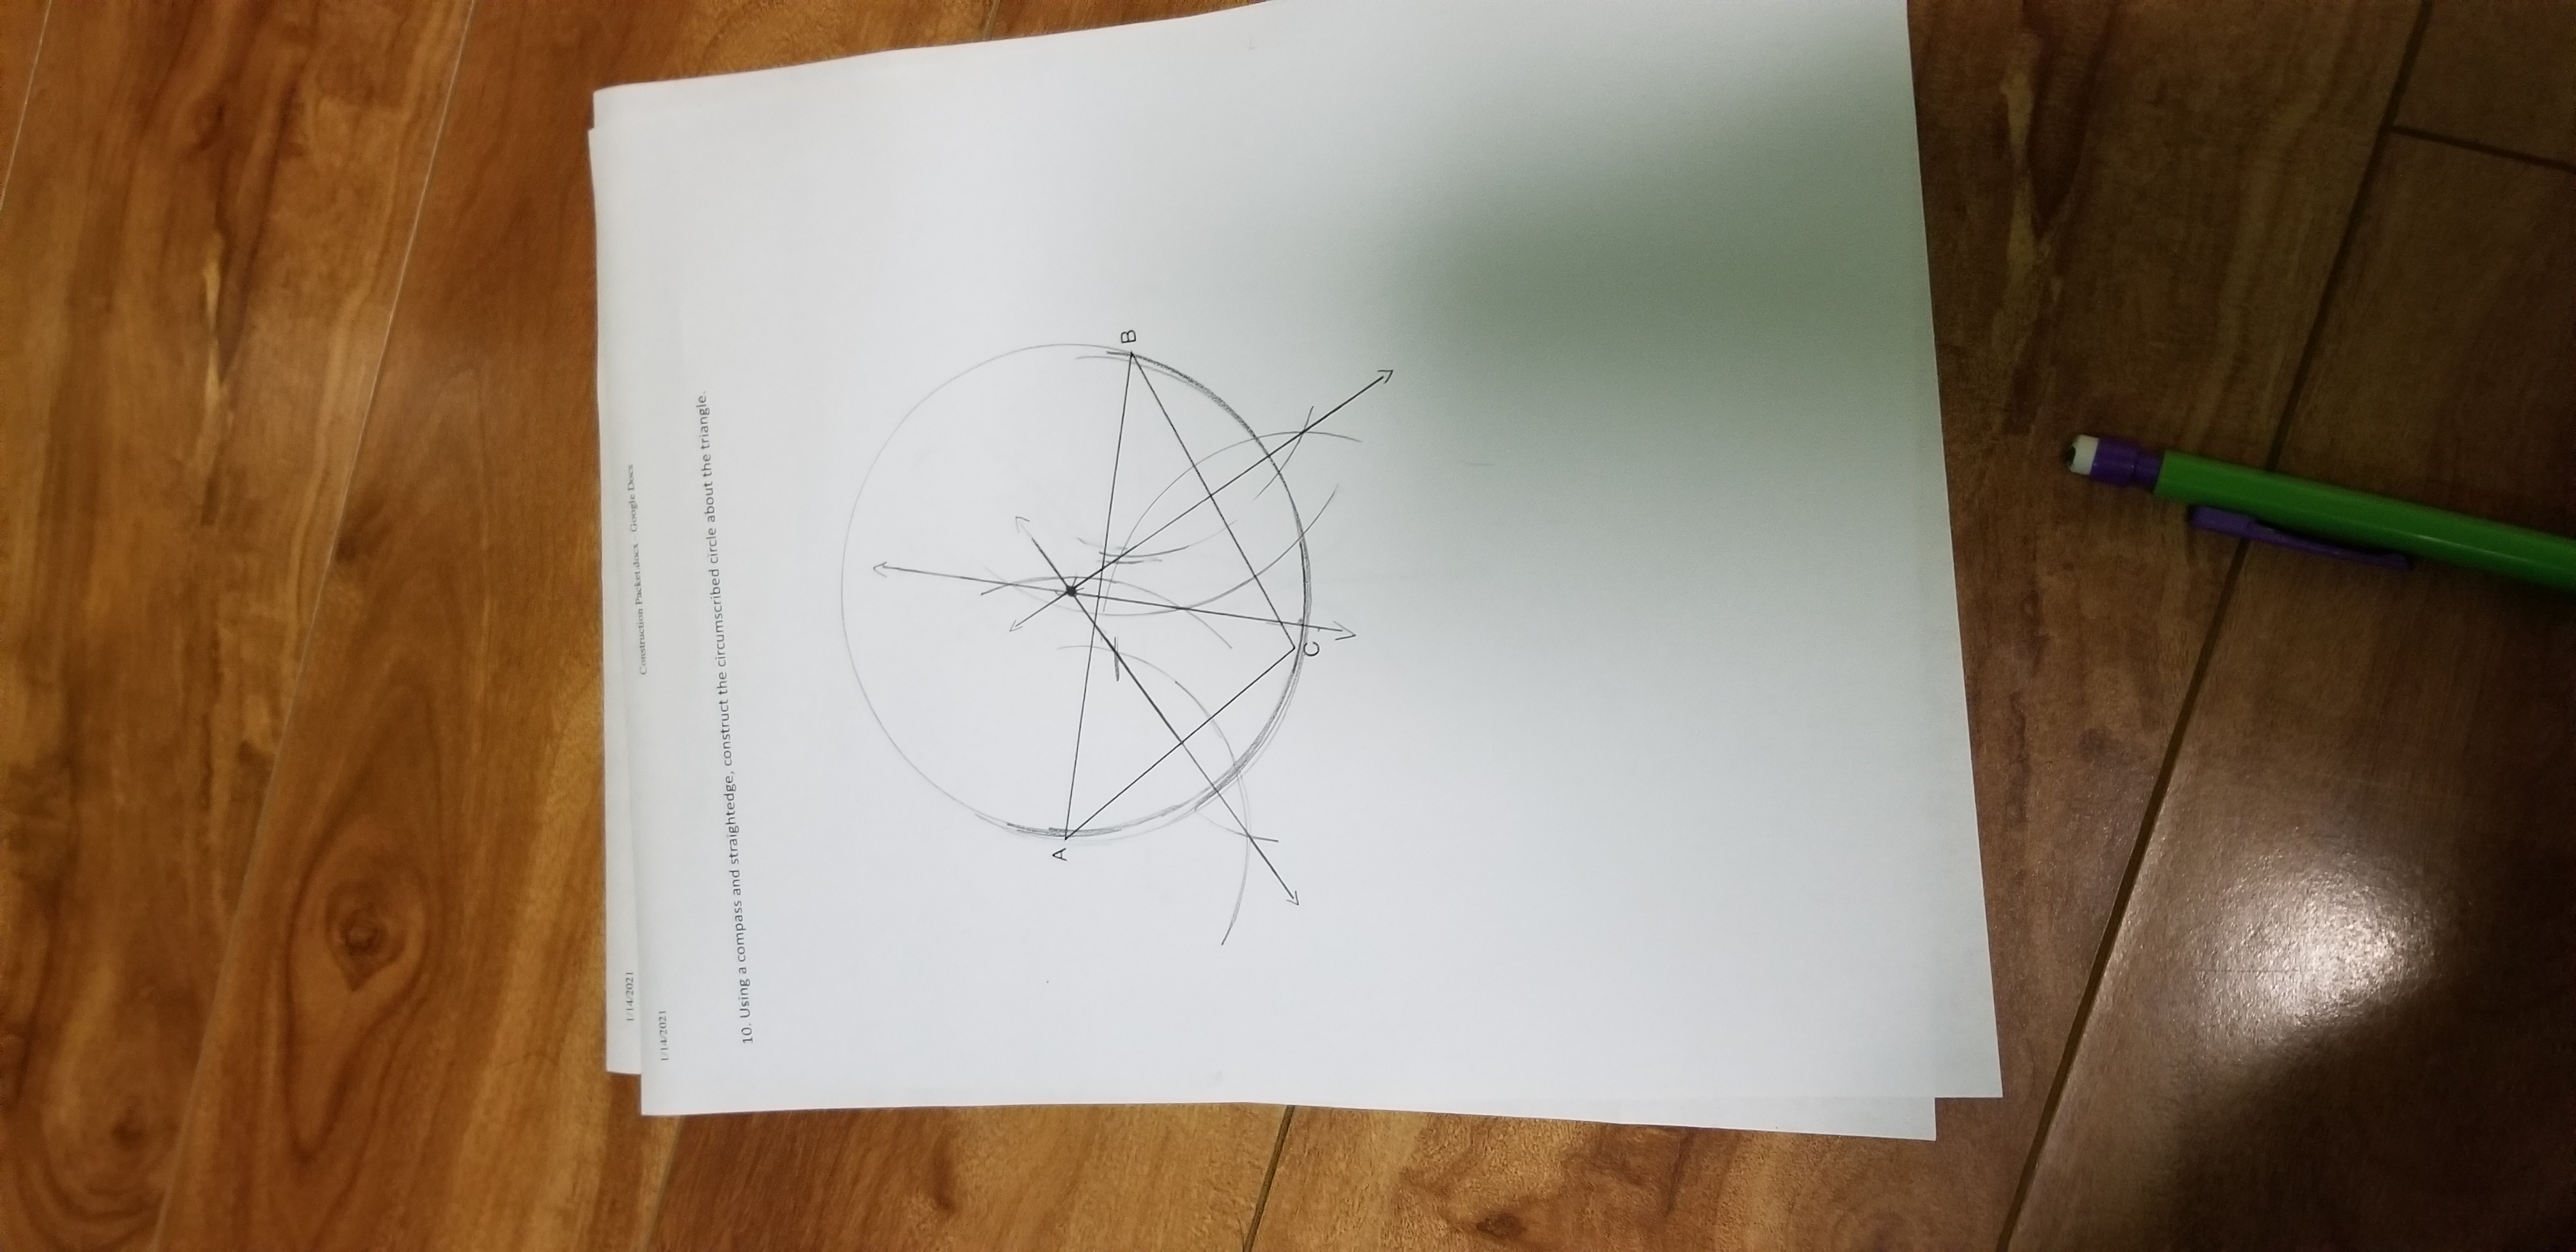 1/14/2021
Construction Packet.docx - Google Docs
1/14/2021
10. Using a compass and straightedge, construct the circumscribed circle about the triangle.
A
B
C